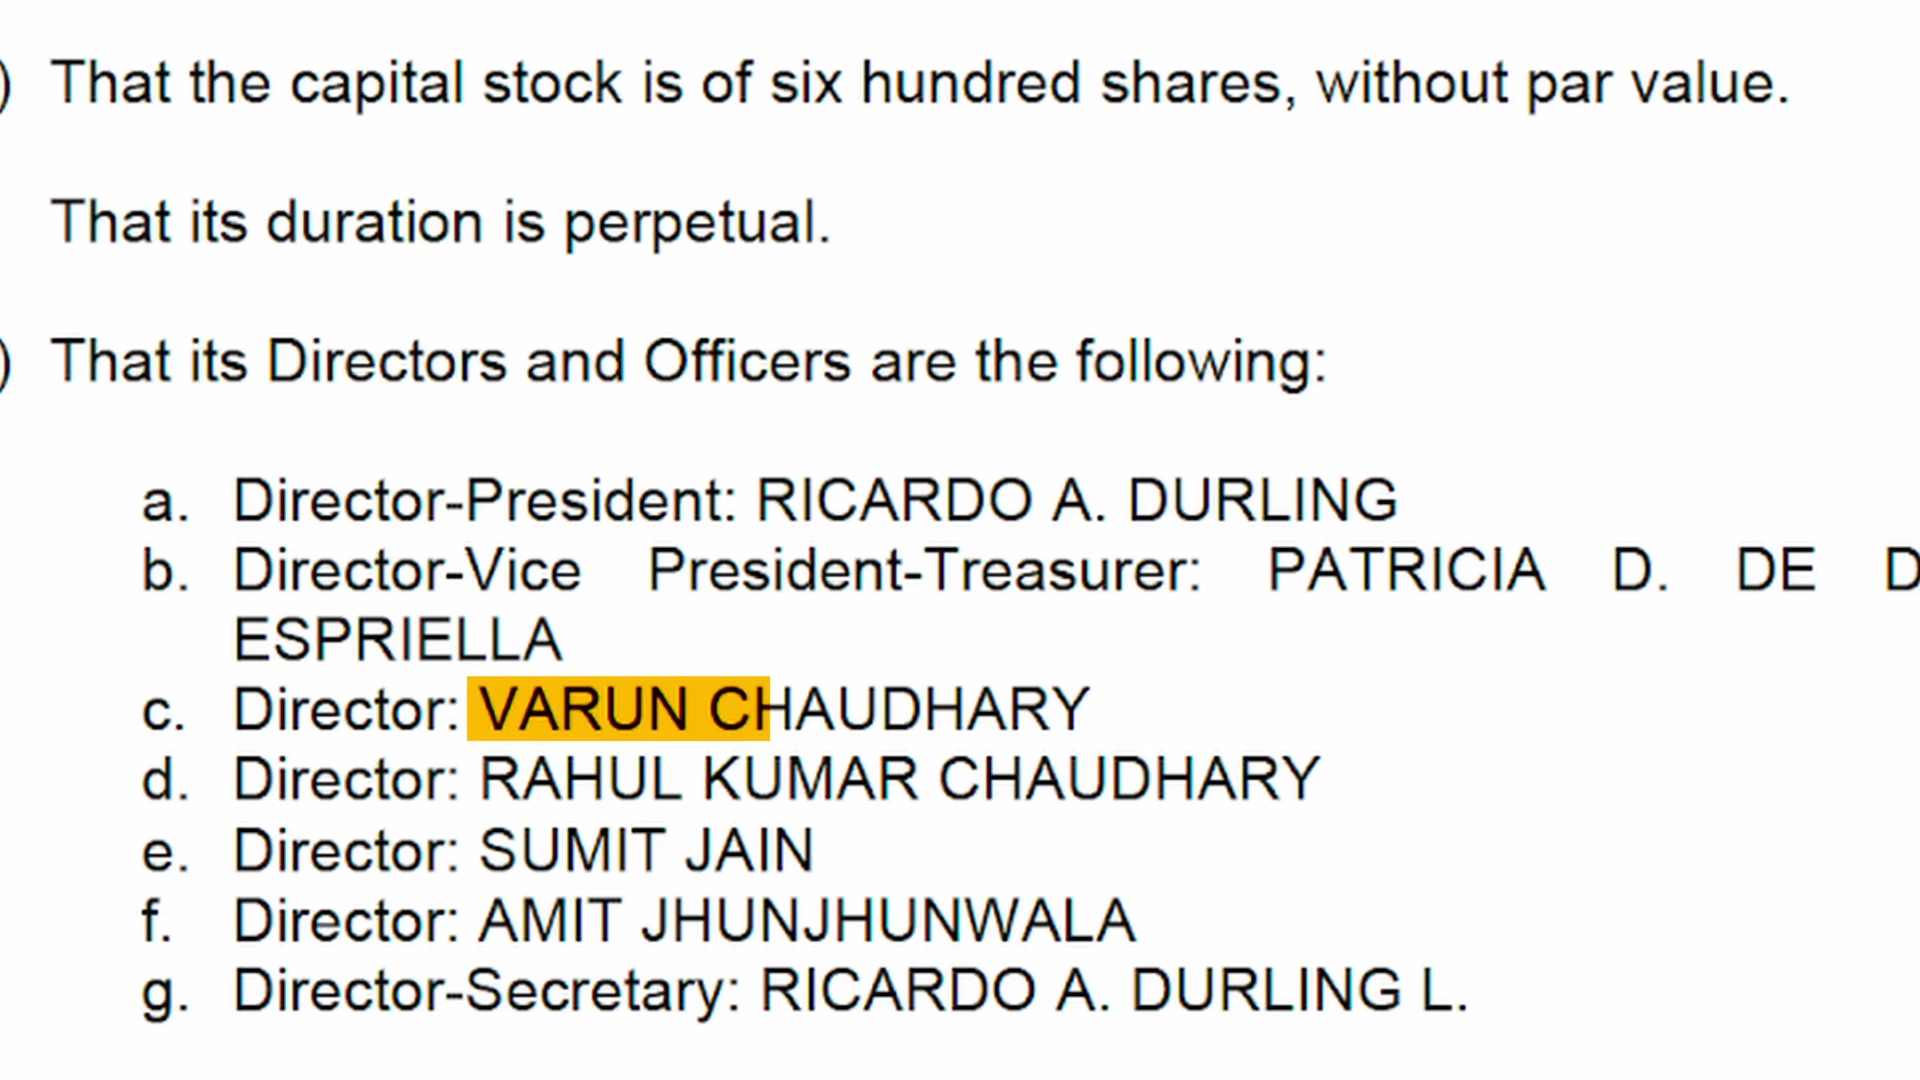 ) That the capital stock is of six hundred shares, without par value.
That its duration is perpetual.
) That its Directors and Officers are the following:
a. Director-President: RICARDO A. DURLING
b. Director-Vice President-Treasurer: PATRICIA D. DE D
ESPRIELLA
c. Director: VARUN CHAUDHARY
d. Director: RAHUL KUMAR CHAUDHARY
e. Director: SUMIT JAIN
f. Director: AMIT JHUNJHUNWALA
g. Director-Secretary: RICARDO A. DURLING L.